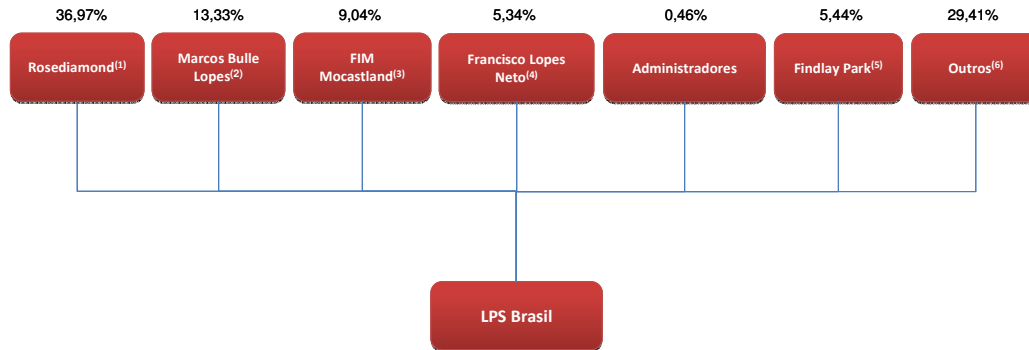 36,97% 13,33% 9,04% 5,34% 0,46% 5,44% 29,41%
Rosediamond(1)
Marcos Bulle
Lopes(2)
FIM
Mocastland(3)
Francisco Lopes
Neto(4)
Administradores
Findlay Park(5)
Outros(6)
LPS Brasil